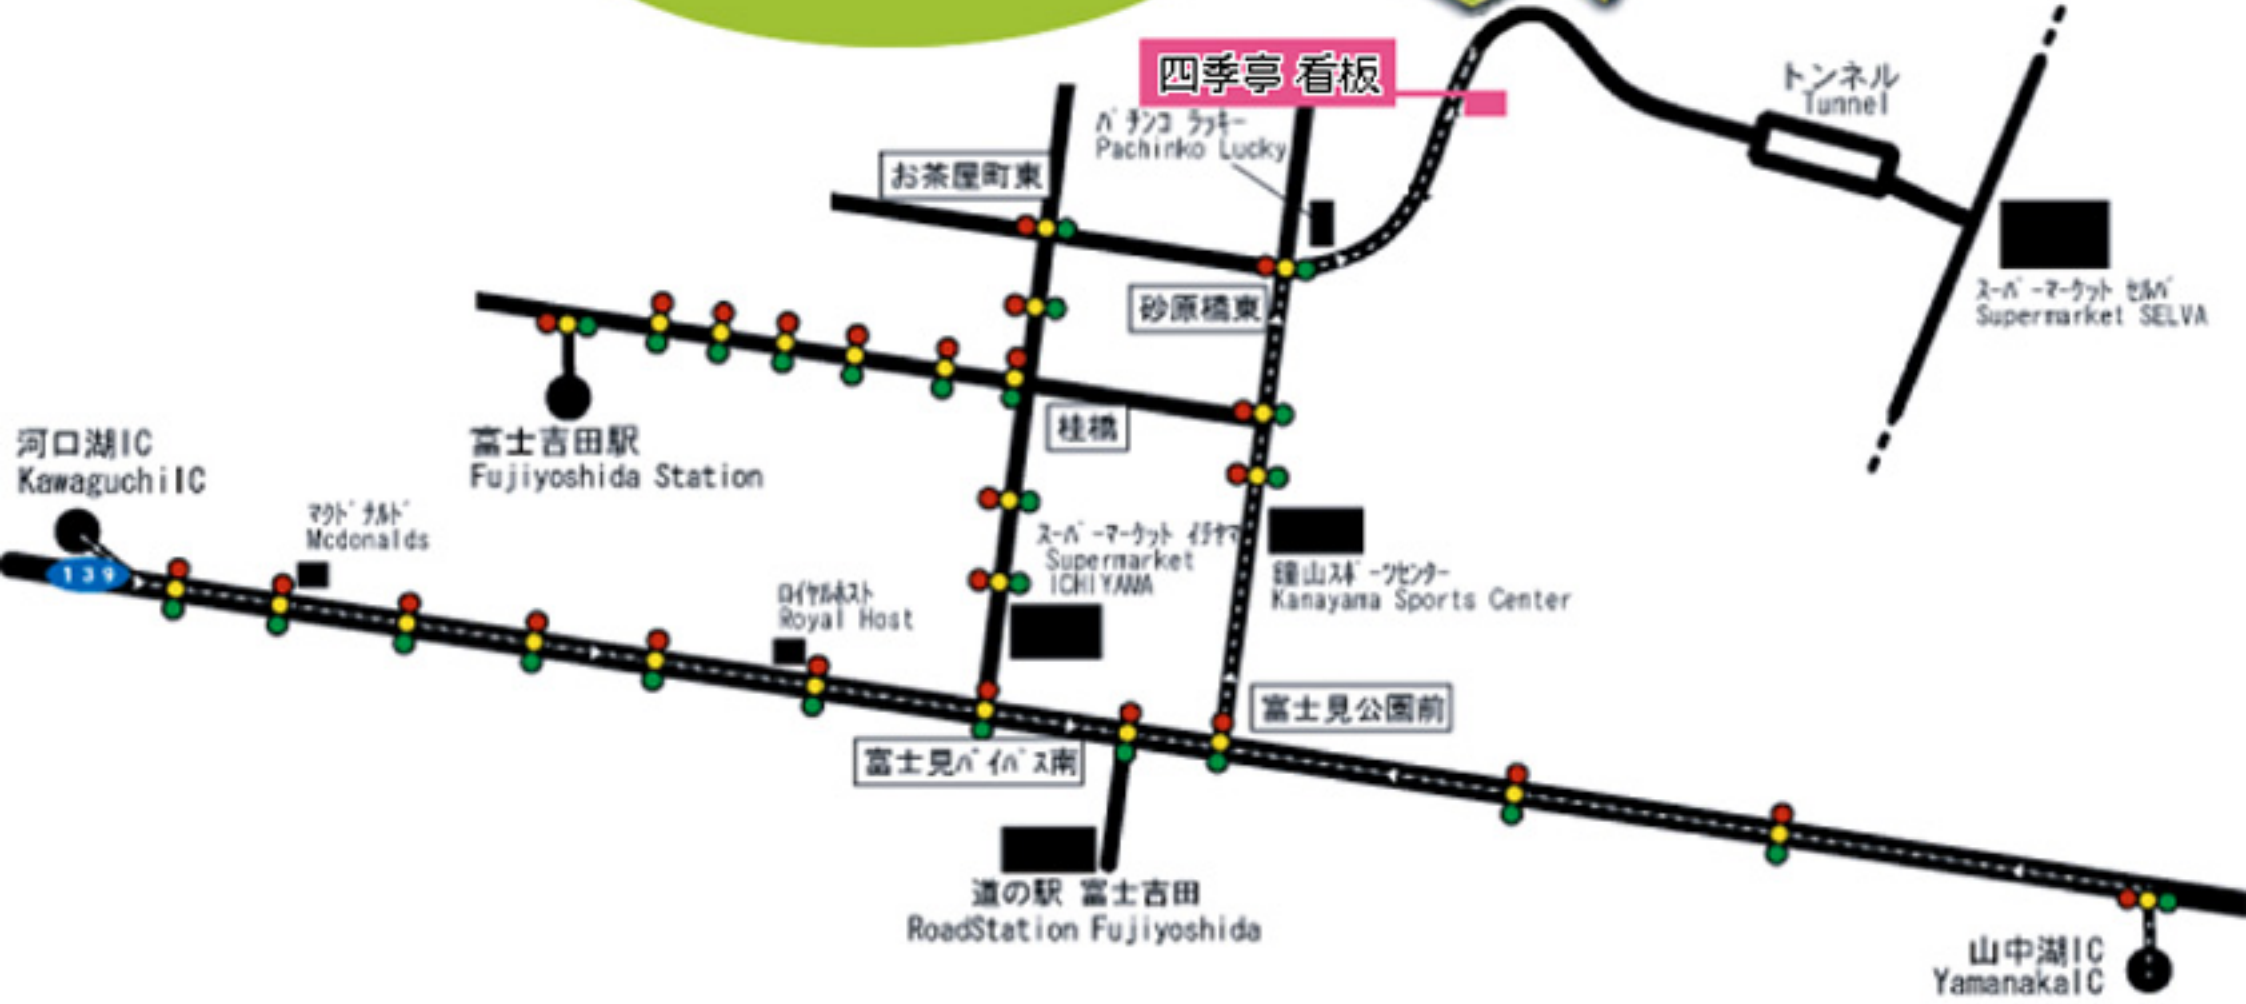 四季亭 看板
トンネル
Tunnel
パチンコ ラッキー
Pachinko Lucky
お茶屋町東
砂原橋東
スーパーマーケット セルバ
Supermarket SELVA
桂橋
富士吉田駅
Fujiyoshida Station
河口湖IC
KawaguchiIC
マクドナルド
Mcdonalds
139
スーパーマーケット イチヤマ
Supermarket
ICHIYAMA
鐘山スポーツセンター
Kanayama Sports Center
ロイヤルホスト
Royal Host
富士見公園前
富士見バイパス南
道の駅 富士吉田
RoadStation Fujiyoshida
山中湖IC
YamanakaIC